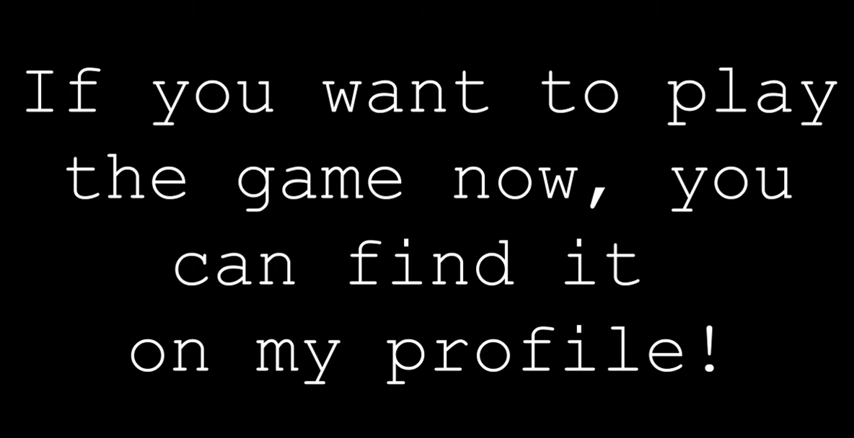 If you want to play
the game now, you
can find it
on my profile!